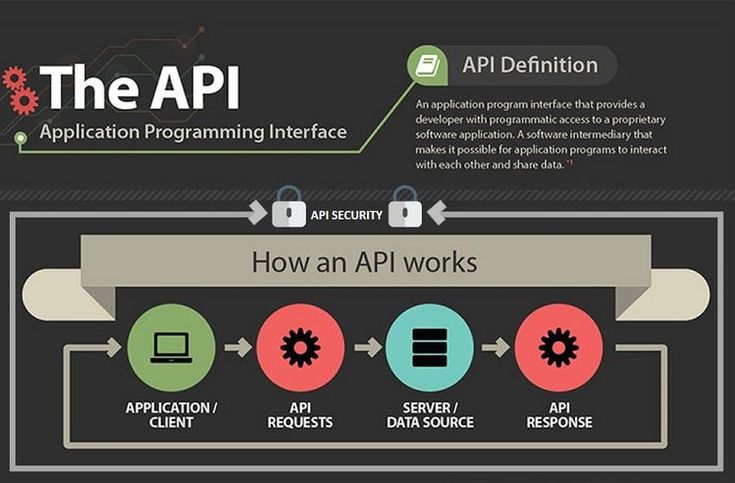 The API
Application Programming Interface
API Definition
An application program interface that provides a
developer with programmatic access to a proprietary
software application. A software intermediary that
makes it possible for application programs to interact
with each other and share data. *1
API SECURITY
How an API works
APPLICATION /
CLIENT
API
REQUESTS
SERVER /
DATA SOURCE
API
RESPONSE